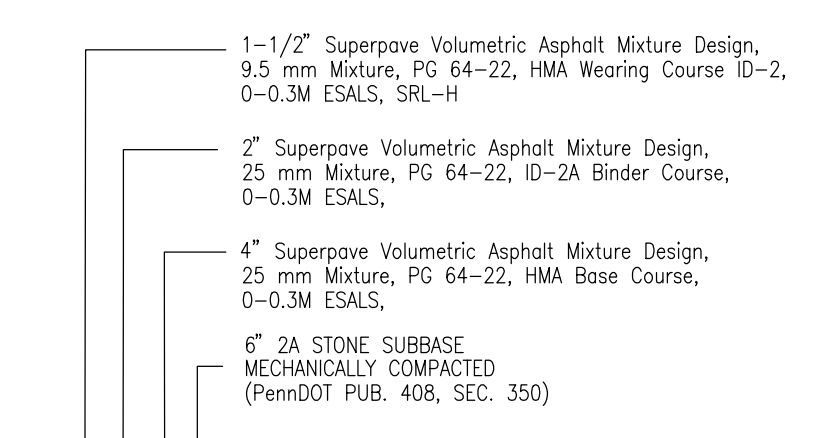 1-1/2" Superpave Volumetric Asphalt Mixture Design,
9.5 mm Mixture, PG 64-22, HMA Wearing Course ID-2,
0-0.3M ESALS, SRL-H
2" Superpave Volumetric Asphalt Mixture Design,
25 mm Mixture, PG 64-22, ID-2A Binder Course,
0-0.3M ESALS,
4" Superpave Volumetric Asphalt Mixture Design,
25 mm Mixture, PG 64-22, HMA Base Course,
0-0.3M ESALS,
6" 2A STONE SUBBASE
MECHANICALLY COMPACTED
(PennDOT PUB. 408, SEC. 350)